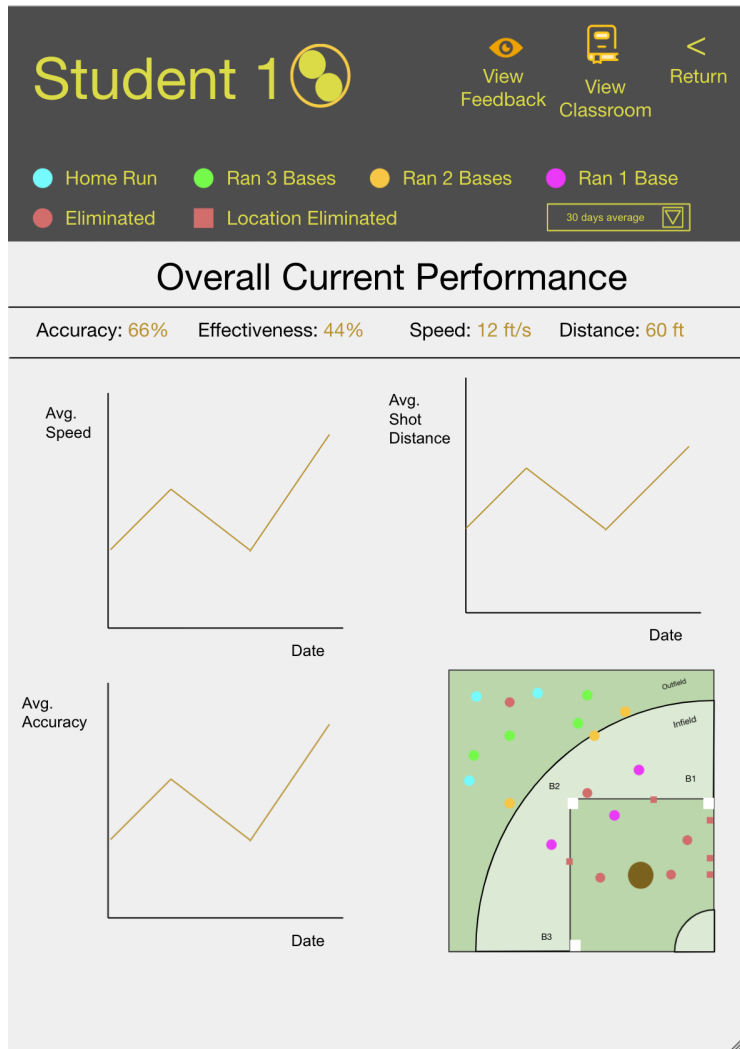 Student 1
View
Feedback
View
Classroom
<
Return
Home Run
Ran 3 Bases
Ran 2 Bases
Ran 1 Base
Eliminated
Location Eliminated
30 days average
Overall Current Performance
Accuracy: 66%
Effectiveness: 44%
Speed: 12 ft/s
Distance: 60 ft
Avg.
Speed
Date
Avg.
Shot
Distance
Date
Avg.
Accuracy
Date
Outfield
Infield
B2
B1
B3